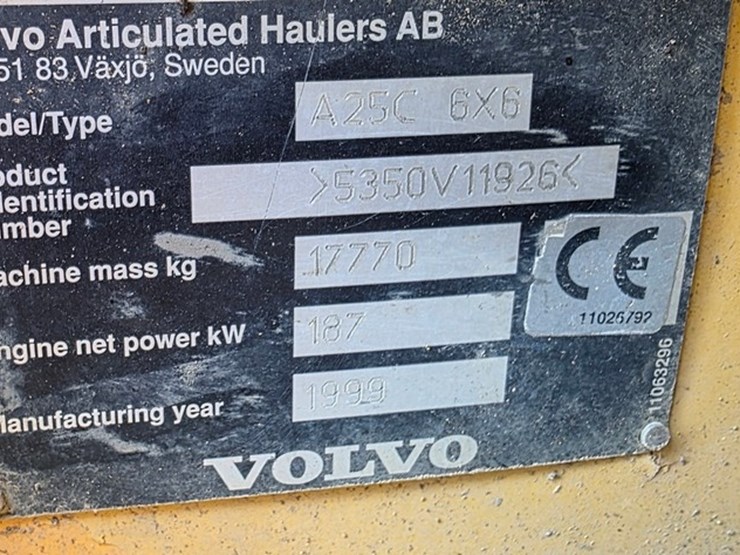 vo Articulated Haulers AB
51 83 Växjö, Sweden
del/Type A25C 6X6
oduct
dentification >5350V11926<
mber
achine mass kg 17770
ngine net power kW 187
anufacturing year 1999
CE
11026792
11063296
VOLVO